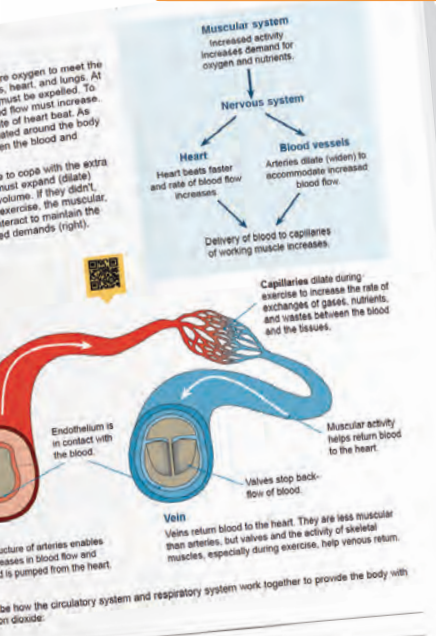 Muscular system
Increased activity
increases demand for
oxygen and nutrients.
Nervous system
Heart
Heart beats faster
and rate of blood flow
increases.
Blood vessels
Arteries dilate (widen) to
accommodate increased
blood flow.
Delivery of blood to capillaries
of working muscle increases.
re oxygen to meet the
s, heart, and lungs. At
must be expelled. To
d flow must increase.
te of heart beat. As
ated around the body
en the blood and
to cope with the extra
must expand (dilate)
volume. If they didn't,
exercise, the muscular,
teract to maintain the
ed demands (right).
Capillaries dilate during
exercise to increase the rate of
exchanges of gases, nutrients,
and wastes between the blood
and the tissues.
Endothelium is
in contact with
the blood.
Muscular activity
helps return blood
to the heart.
Valves stop back-
flow of blood.
Vein
Veins return blood to the heart. They are less muscular
than arteries, but valves and the activity of skeletal
muscles, especially during exercise, help venous return.
ucture of arteries enables
eases in blood flow and
d is pumped from the heart.
be how the circulatory system and respiratory system work together to provide the body with
on dioxide: